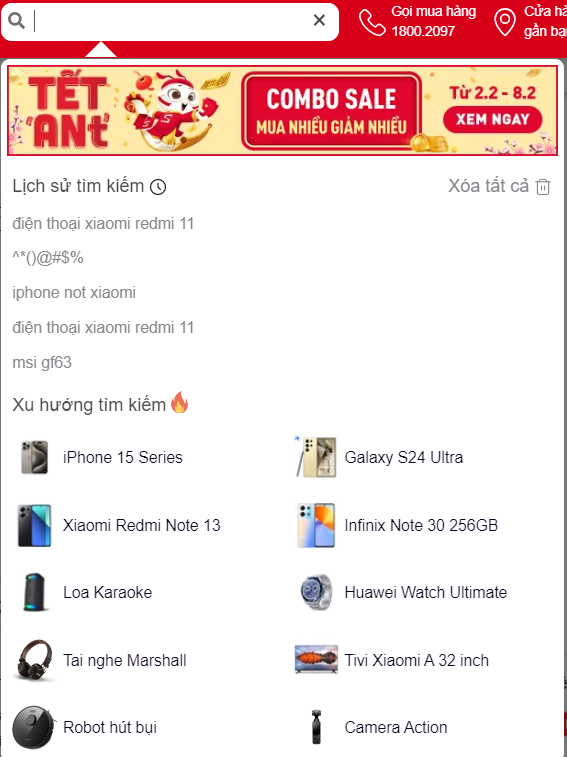 Gọi mua hàng
1800.2097
Cửa hà
gần bạ
TẾT
ANt
COMBO SALE
MUA NHIỀU GIẢM NHIỀU
Từ 2.2 - 8.2
XEM NGAY
Lịch sử tìm kiếm
Xóa tất cả
điện thoại xiaomi redmi 11
^*()@#$%
iphone not xiaomi
điện thoại xiaomi redmi 11
msi gf63
Xu hướng tìm kiếm
iPhone 15 Series
Galaxy S24 Ultra
Xiaomi Redmi Note 13
Infinix Note 30 256GB
Loa Karaoke
Huawei Watch Ultimate
Tai nghe Marshall
Tivi Xiaomi A 32 inch
Robot hút bụi
Camera Action